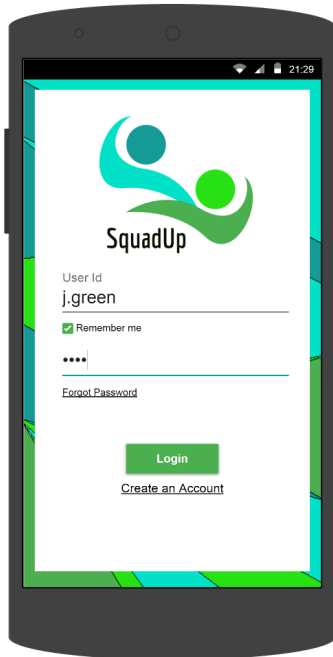 21:29
SquadUp
User Id
j.green
Remember me
••••
Forgot Password
Login
Create an Account